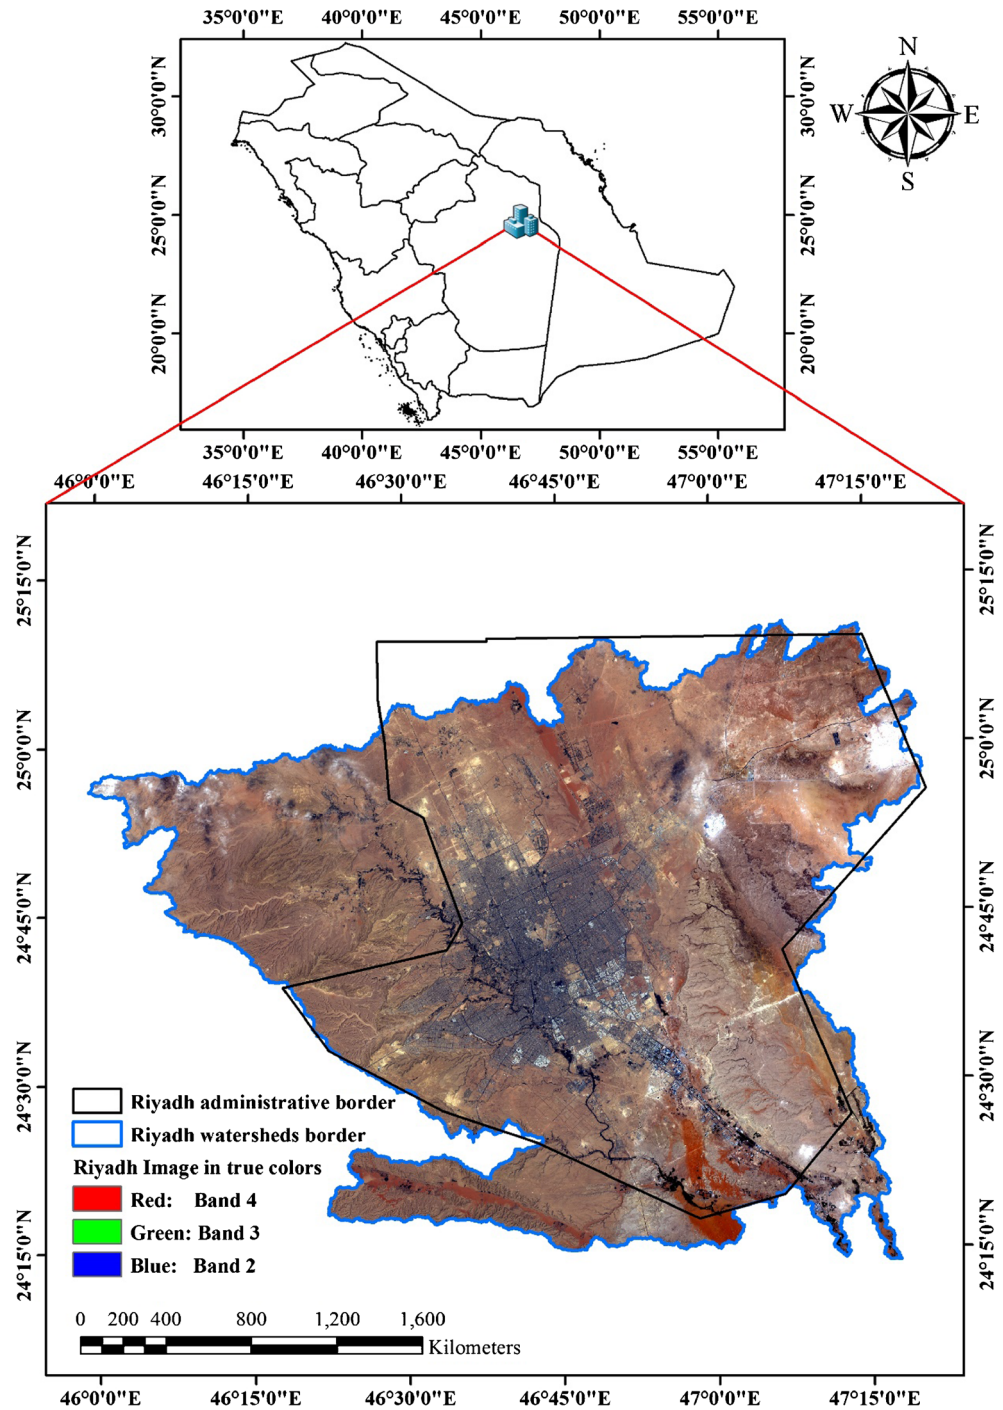 35°0'0"E 40°0'0"E 45°0'0"E 50°0'0"E 55°0'0"E
N
W E
S
30°0'0"N
25°0'0"N
20°0'0"N
30°0'0"N
25°0'0"N
20°0'0"N
35°0'0"E 40°0'0"E 45°0'0"E 50°0'0"E 55°0'0"E
46°0'0"E 46°15'0"E 46°30'0"E 46°45'0"E 47°0'0"E 47°15'0"E
25°15'0"N
25°0'0"N
24°45'0"N
24°30'0"N
24°15'0"N
25°15'0"N
25°0'0"N
24°45'0"N
24°30'0"N
24°15'0"N
Riyadh administrative border
Riyadh watersheds border
Riyadh Image in true colors
Red: Band 4
Green: Band 3
Blue: Band 2
0 200 400 800 1,200 1,600
Kilometers
46°0'0"E 46°15'0"E 46°30'0"E 46°45'0"E 47°0'0"E 47°15'0"E